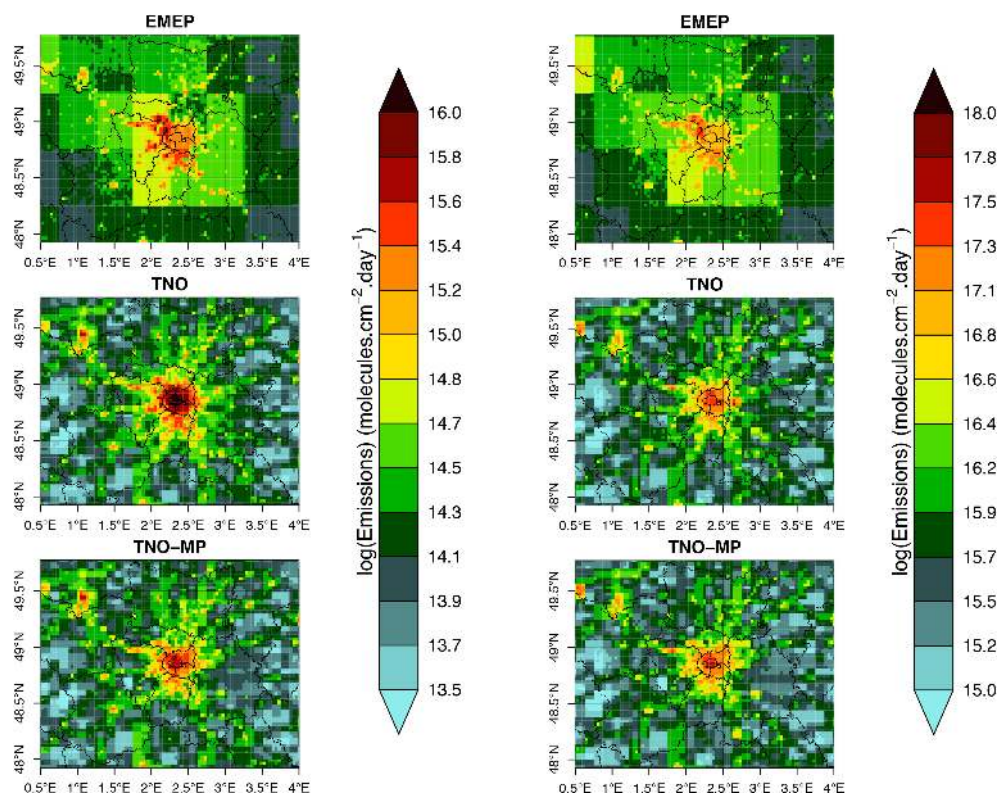 EMEP
49.5°N
49°N
48.5°N
48°N
0.5°E 1°E 1.5°E 2°E 2.5°E 3°E 3.5°E 4°E
TNO
49.5°N
49°N
48.5°N
48°N
0.5°E 1°E 1.5°E 2°E 2.5°E 3°E 3.5°E 4°E
TNO−MP
49.5°N
49°N
48.5°N
48°N
0.5°E 1°E 1.5°E 2°E 2.5°E 3°E 3.5°E 4°E
log(Emissions) (molecules.cm−2.day−1)
16.0
15.8
15.6
15.4
15.2
15.0
14.8
14.7
14.5
14.3
14.1
13.9
13.7
13.5
EMEP
49.5°N
49°N
48.5°N
48°N
0.5°E 1°E 1.5°E 2°E 2.5°E 3°E 3.5°E 4°E
TNO
49.5°N
49°N
48.5°N
48°N
0.5°E 1°E 1.5°E 2°E 2.5°E 3°E 3.5°E 4°E
TNO−MP
49.5°N
49°N
48.5°N
48°N
0.5°E 1°E 1.5°E 2°E 2.5°E 3°E 3.5°E 4°E
log(Emissions) (molecules.cm−2.day−1)
18.0
17.8
17.5
17.3
17.1
16.8
16.6
16.4
16.2
15.9
15.7
15.5
15.2
15.0